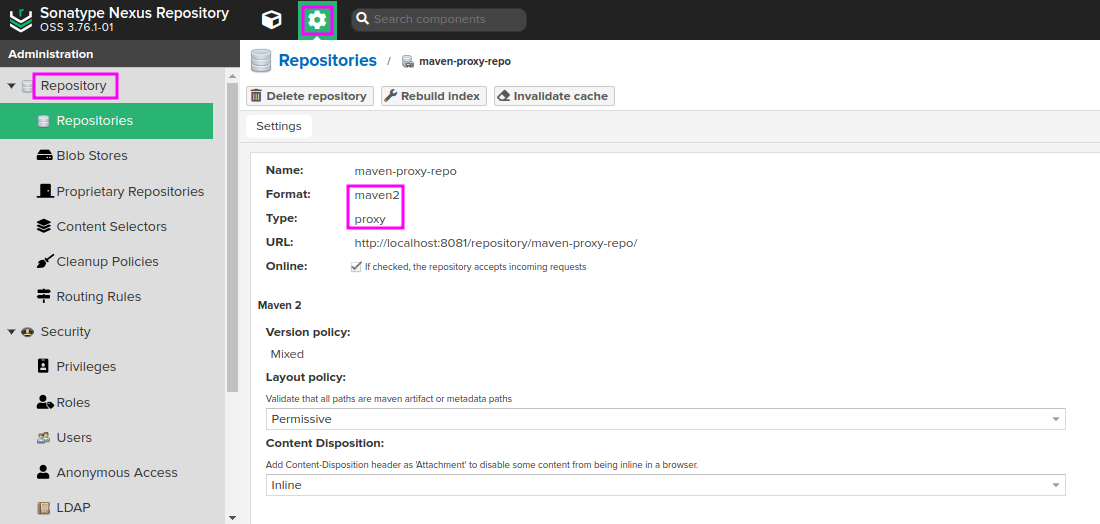 Sonatype Nexus Repository
OSS 3.76.1-01
Search components
Administration
Repository
Repositories
Blob Stores
Proprietary Repositories
Content Selectors
Cleanup Policies
Routing Rules
Security
Privileges
Roles
Users
Anonymous Access
LDAP
Repositories / maven-proxy-repo
Delete repository Rebuild index Invalidate cache
Settings
Name: maven-proxy-repo
Format: maven2
Type: proxy
URL: http://localhost:8081/repository/maven-proxy-repo/
Online: If checked, the repository accepts incoming requests
Maven 2
Version policy:
Mixed
Layout policy:
Validate that all paths are maven artifact or metadata paths
Permissive
Content Disposition:
Add Content-Disposition header as 'Attachment' to disable some content from being inline in a browser.
Inline